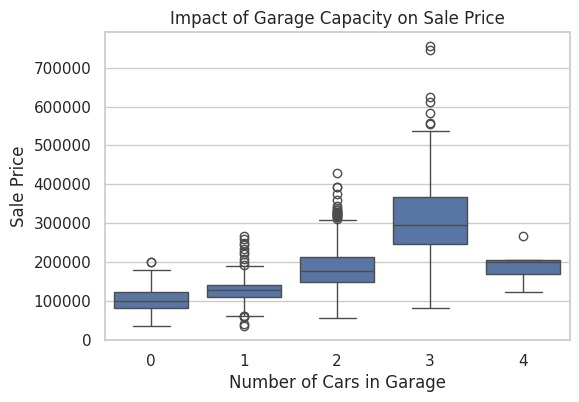 Impact of Garage Capacity on Sale Price
700000
600000
500000
400000
300000
200000
100000
0
Sale Price
0 1 2 3 4
Number of Cars in Garage